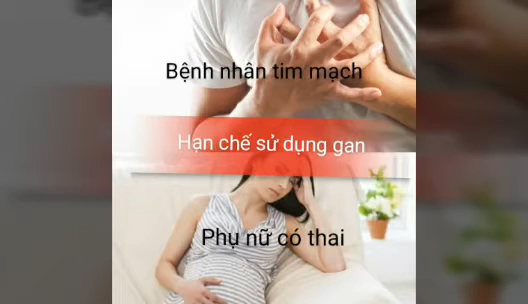 Bệnh nhân tim mạch
Hạn chế sử dụng gan
Phụ nữ có thai